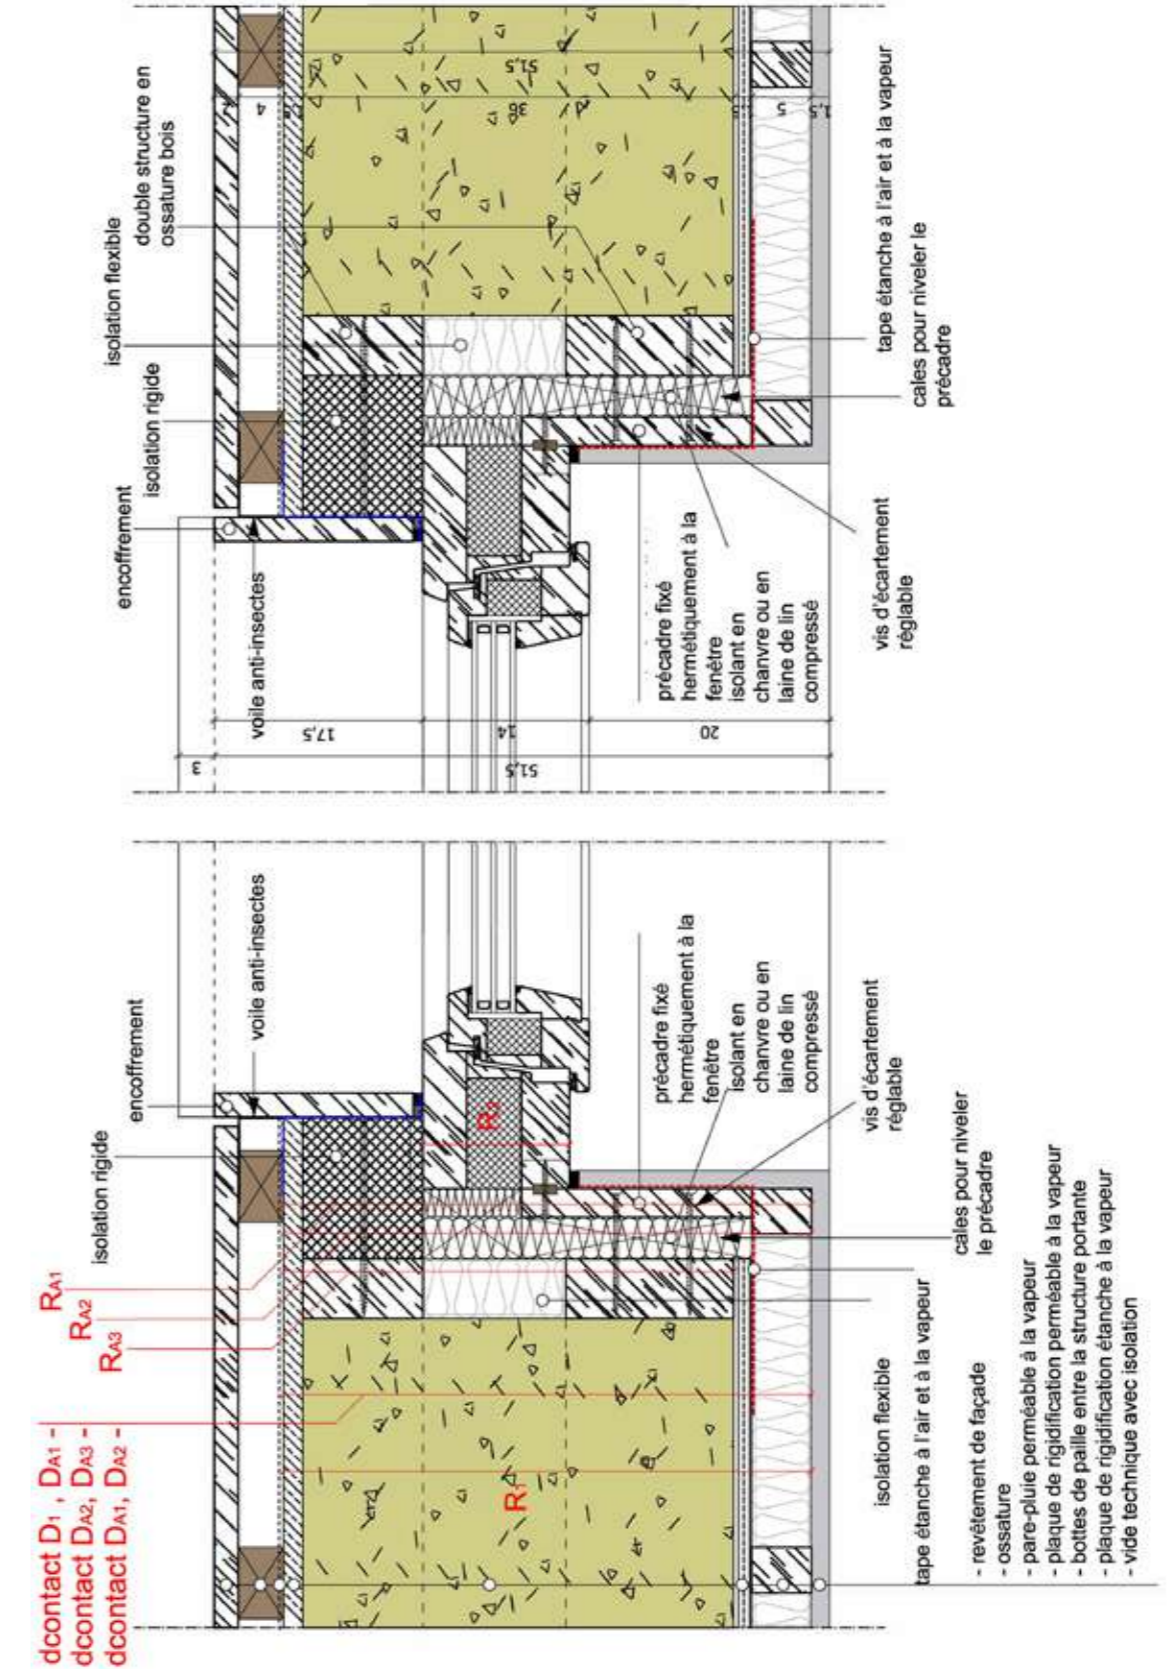 dcontact D1 , DA1 -
dcontact DA2, DA3 -
dcontact DA1, DA2 -
RA1
RA2
RA3
isolation rigide
encoffrement
voile anti-insectes
R1
R2
précadre fixé
hermétiquement à la
fenêtre
isolant en
chanvre ou en
laine de lin
compressé
vis d'écartement
réglable
cales pour niveler
le précadre
isolation flexible
tape étanche à l'air et à la vapeur
- revêtement de façade
- ossature
- pare-pluie perméable à la vapeur
- plaque de rigidification perméable à la vapeur
- bottes de paille entre la structure portante
- plaque de rigidification étanche à la vapeur
- vide technique avec isolation
encoffrement
isolation rigide
isolation flexible
double structure en
ossature bois
voile anti-insectes
3
17,5
14
20
51,5
51,5
4
36
5
1,5
précadre fixé
hermétiquement à la
fenêtre
isolant en
chanvre ou en
laine de lin
compressé
vis d'écartement
réglable
cales pour niveler le
précadre
tape étanche à l'air et à la vapeur